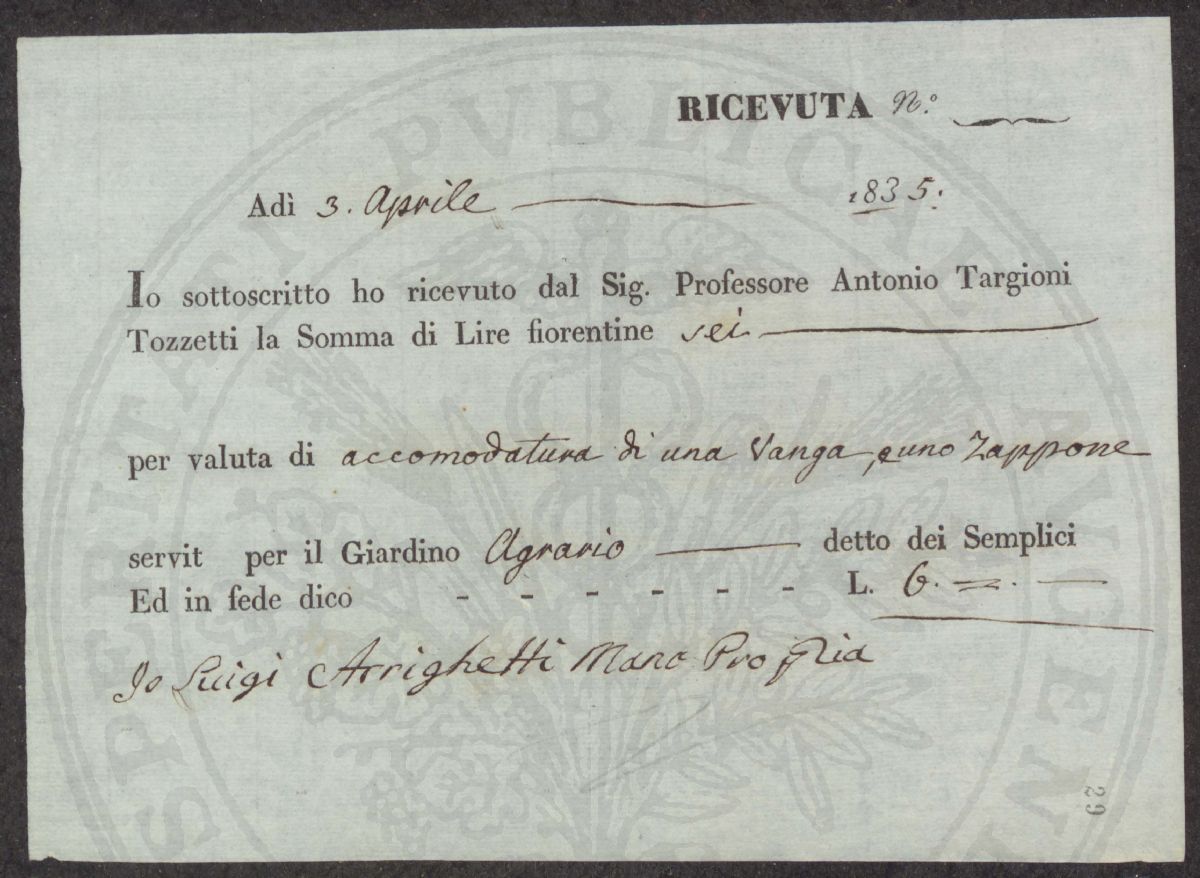 RICEVUTA N.º
Adì 3. Aprile 1835.
Io sottoscritto ho ricevuto dal Sig. Professore Antonio Targioni
Tozzetti la Somma di Lire fiorentine sei
per valuta di accomodatura di una Vanga, e uno Zappone
servit per il Giardino Agrario detto dei Semplici
Ed in fede dico - - - - - - L. 6. =. —
Io Luigi Arrighetti Mano Propria
29